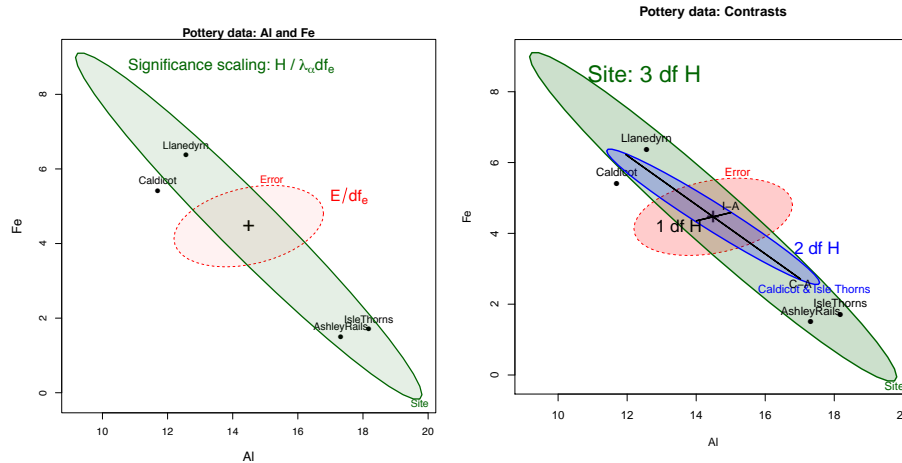 Pottery data: Al and Fe
Significance scaling: H / λαdfe
Llanedyrn
Caldicot
Error
E/dfe
IsleThorns
AshleyRails
Site
Fe
0
2
4
6
8
10
12
14
16
18
20
Al
Pottery data: Contrasts
Site: 3 df H
Llanedyrn
Caldicot
Error
I−A
1 df H
2 df H
C−A
Caldicot & Isle Thorns
IsleThorns
AshleyRails
Site
Fe
0
2
4
6
8
10
12
14
16
18
20
Al